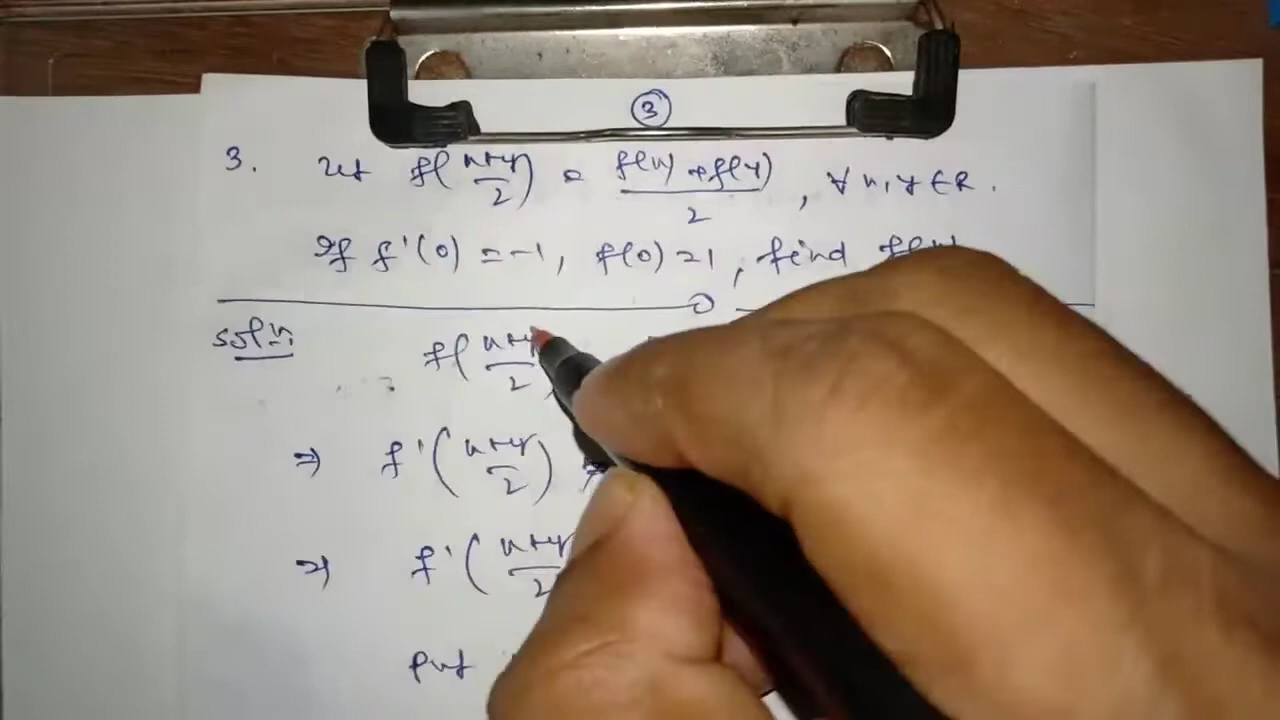 3
3. Let f((x+y)/2) = (f(x) + f(y))/2, ∀ x, y ∈ R.
If f'(0) = -1, f(0) = 1, find f(x)
Soln
f((x+y)/2)
⇒ f'((x+y)/2)
⇒ f'((x+y)/2
Put